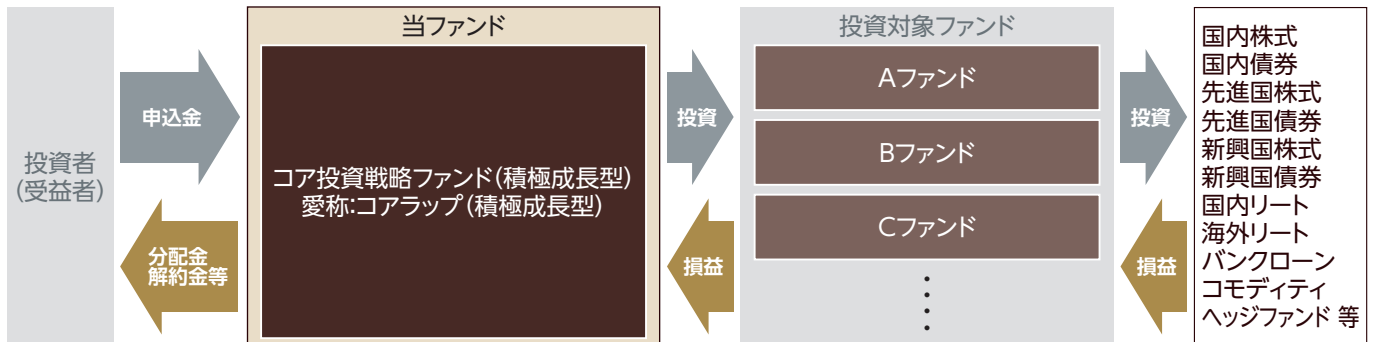 投資者
(受益者)
申込金
分配金
解約金等
当ファンド
コア投資戦略ファンド(積極成長型)
愛称:コアラップ(積極成長型)
投資
損益
投資対象ファンド
Aファンド
Bファンド
Cファンド
投資
損益
国内株式
国内債券
先進国株式
先進国債券
新興国株式
新興国債券
国内リート
海外リート
バンクローン
コモディティ
ヘッジファンド 等